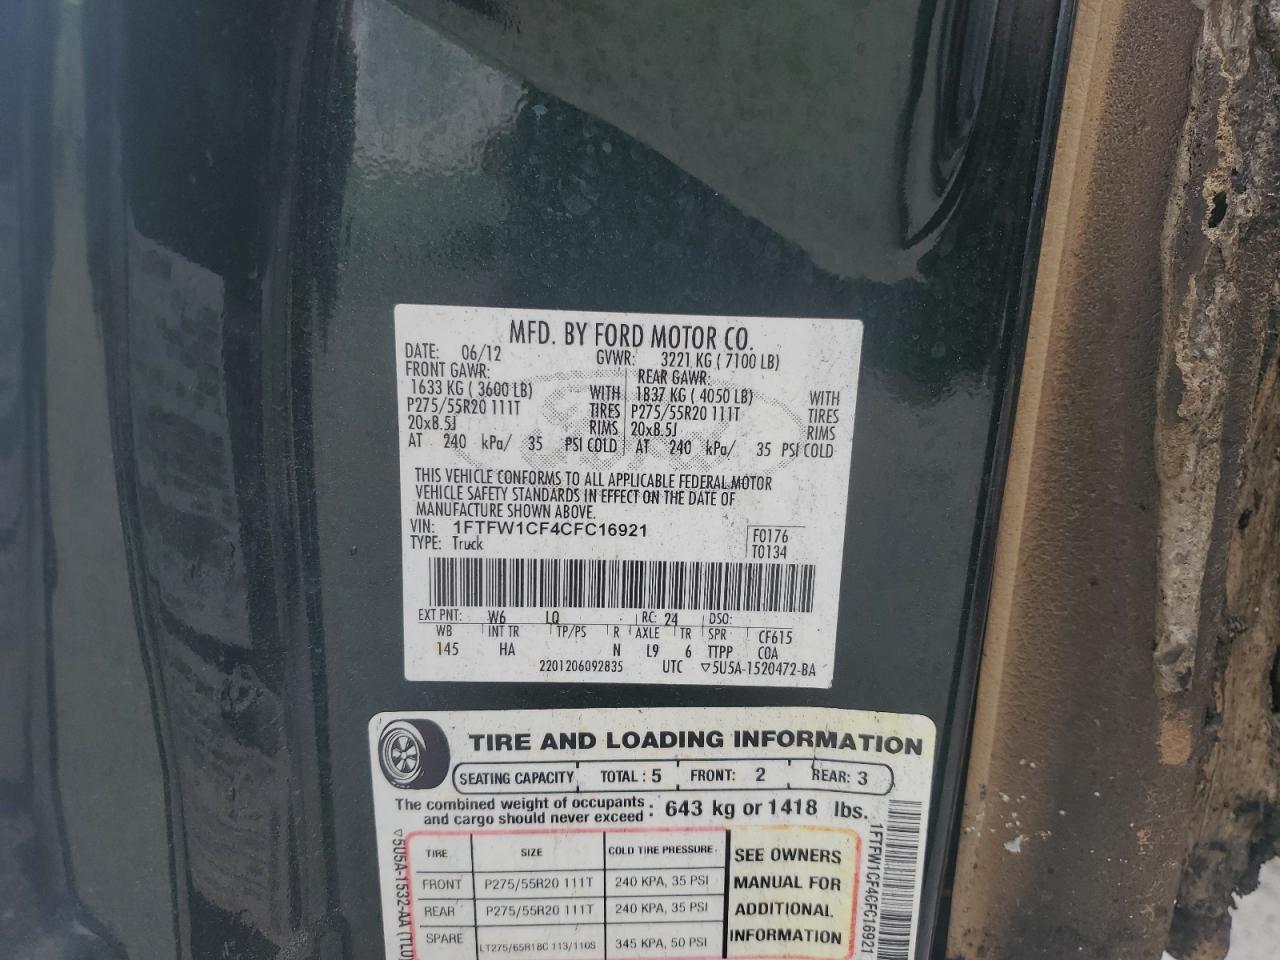 MFD. BY FORD MOTOR CO.
DATE: 06/12 GVWR: 3221 KG ( 7100 LB)
FRONT GAWR: REAR GAWR:
1633 KG ( 3600 LB) WITH 1837 KG ( 4050 LB) WITH
P275/55R20 111T TIRES P275/55R20 111T TIRES
20x8.5J RIMS 20x8.5J RIMS
AT 240 kPa/ 35 PSI COLD AT 240 kPa/ 35 PSI COLD
THIS VEHICLE CONFORMS TO ALL APPLICABLE FEDERAL MOTOR
VEHICLE SAFETY STANDARDS IN EFFECT ON THE DATE OF
MANUFACTURE SHOWN ABOVE.
VIN: 1FTFW1CF4CFC16921 F0176
TYPE: Truck T0134
EXT PNT: W6 LQ RC: 24 DSO:
WB INT TR TP/PS R AXLE TR SPR CF615
145 HA N L9 6 TTPP COA
2201206092835 UTC ▽5U5A-1520472-BA
TIRE AND LOADING INFORMATION
SEATING CAPACITY TOTAL : 5 FRONT: 2 REAR: 3
The combined weight of occupants
and cargo should never exceed : 643 kg or 1418 lbs.
TIRE SIZE COLD TIRE PRESSURE SEE OWNERS
FRONT P275/55R20 111T 240 KPA, 35 PSI MANUAL FOR
REAR P275/55R20 111T 240 KPA, 35 PSI ADDITIONAL
SPARE LT275/65R18C 113/110S 345 KPA, 50 PSI INFORMATION
▽5U5A-1532-AA
1FTFW1CF4CFC16921